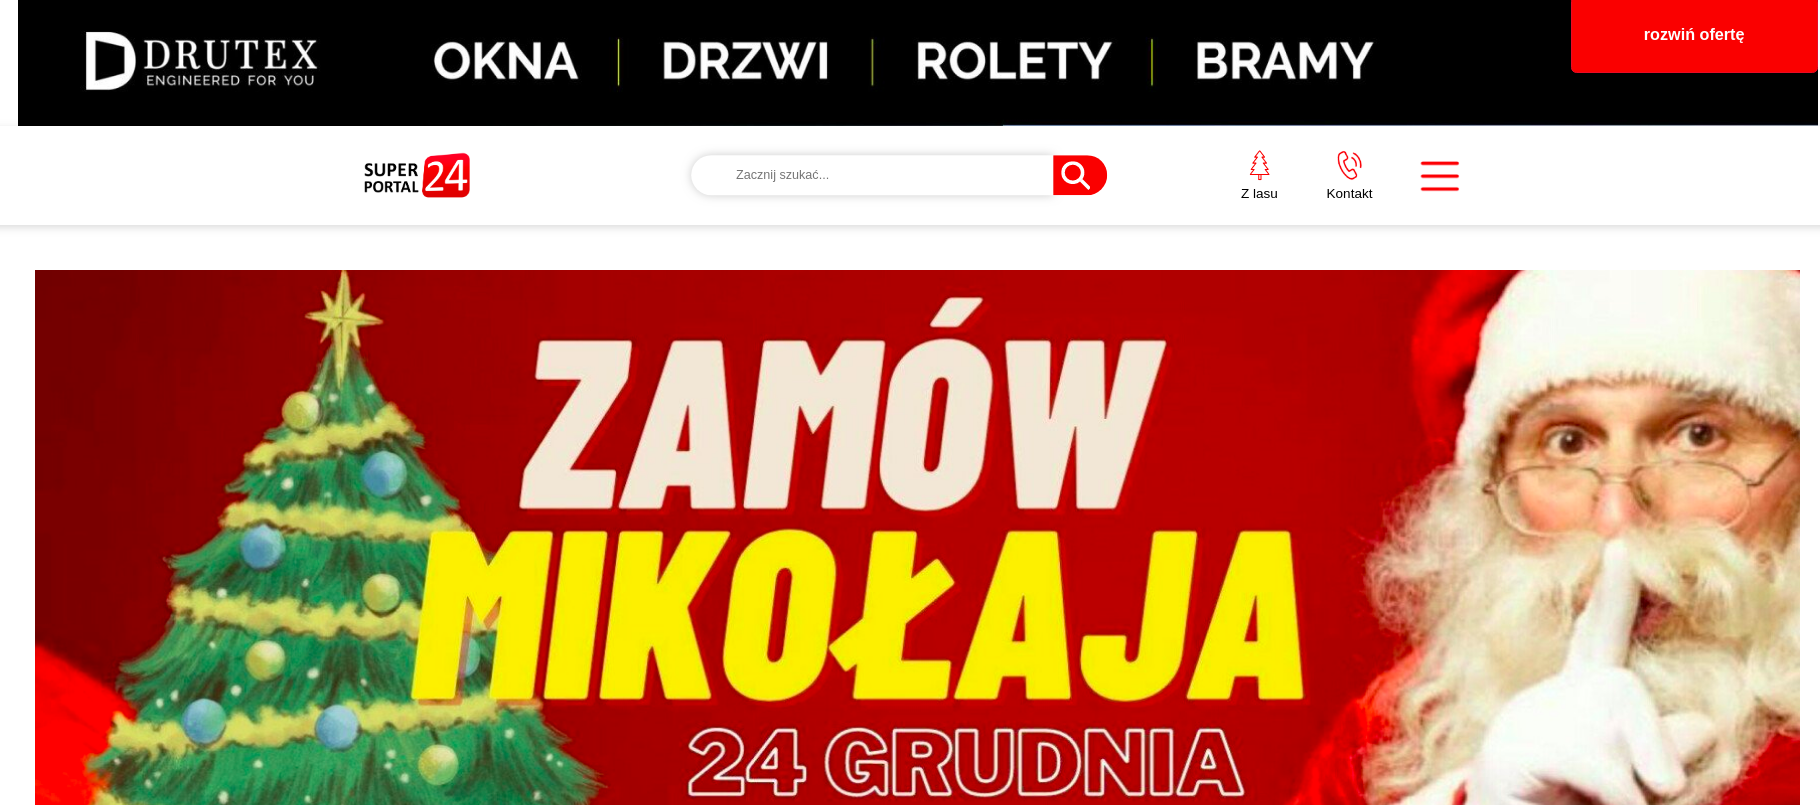 DRUTEX
ENGINEERED FOR YOU
OKNA DRZWI ROLETY BRAMY
rozwiń ofertę
SUPER
PORTAL 24
Zacznij szukać...
Z lasu
Kontakt
ZAMÓW
MIKOŁAJA
24 GRUDNIA